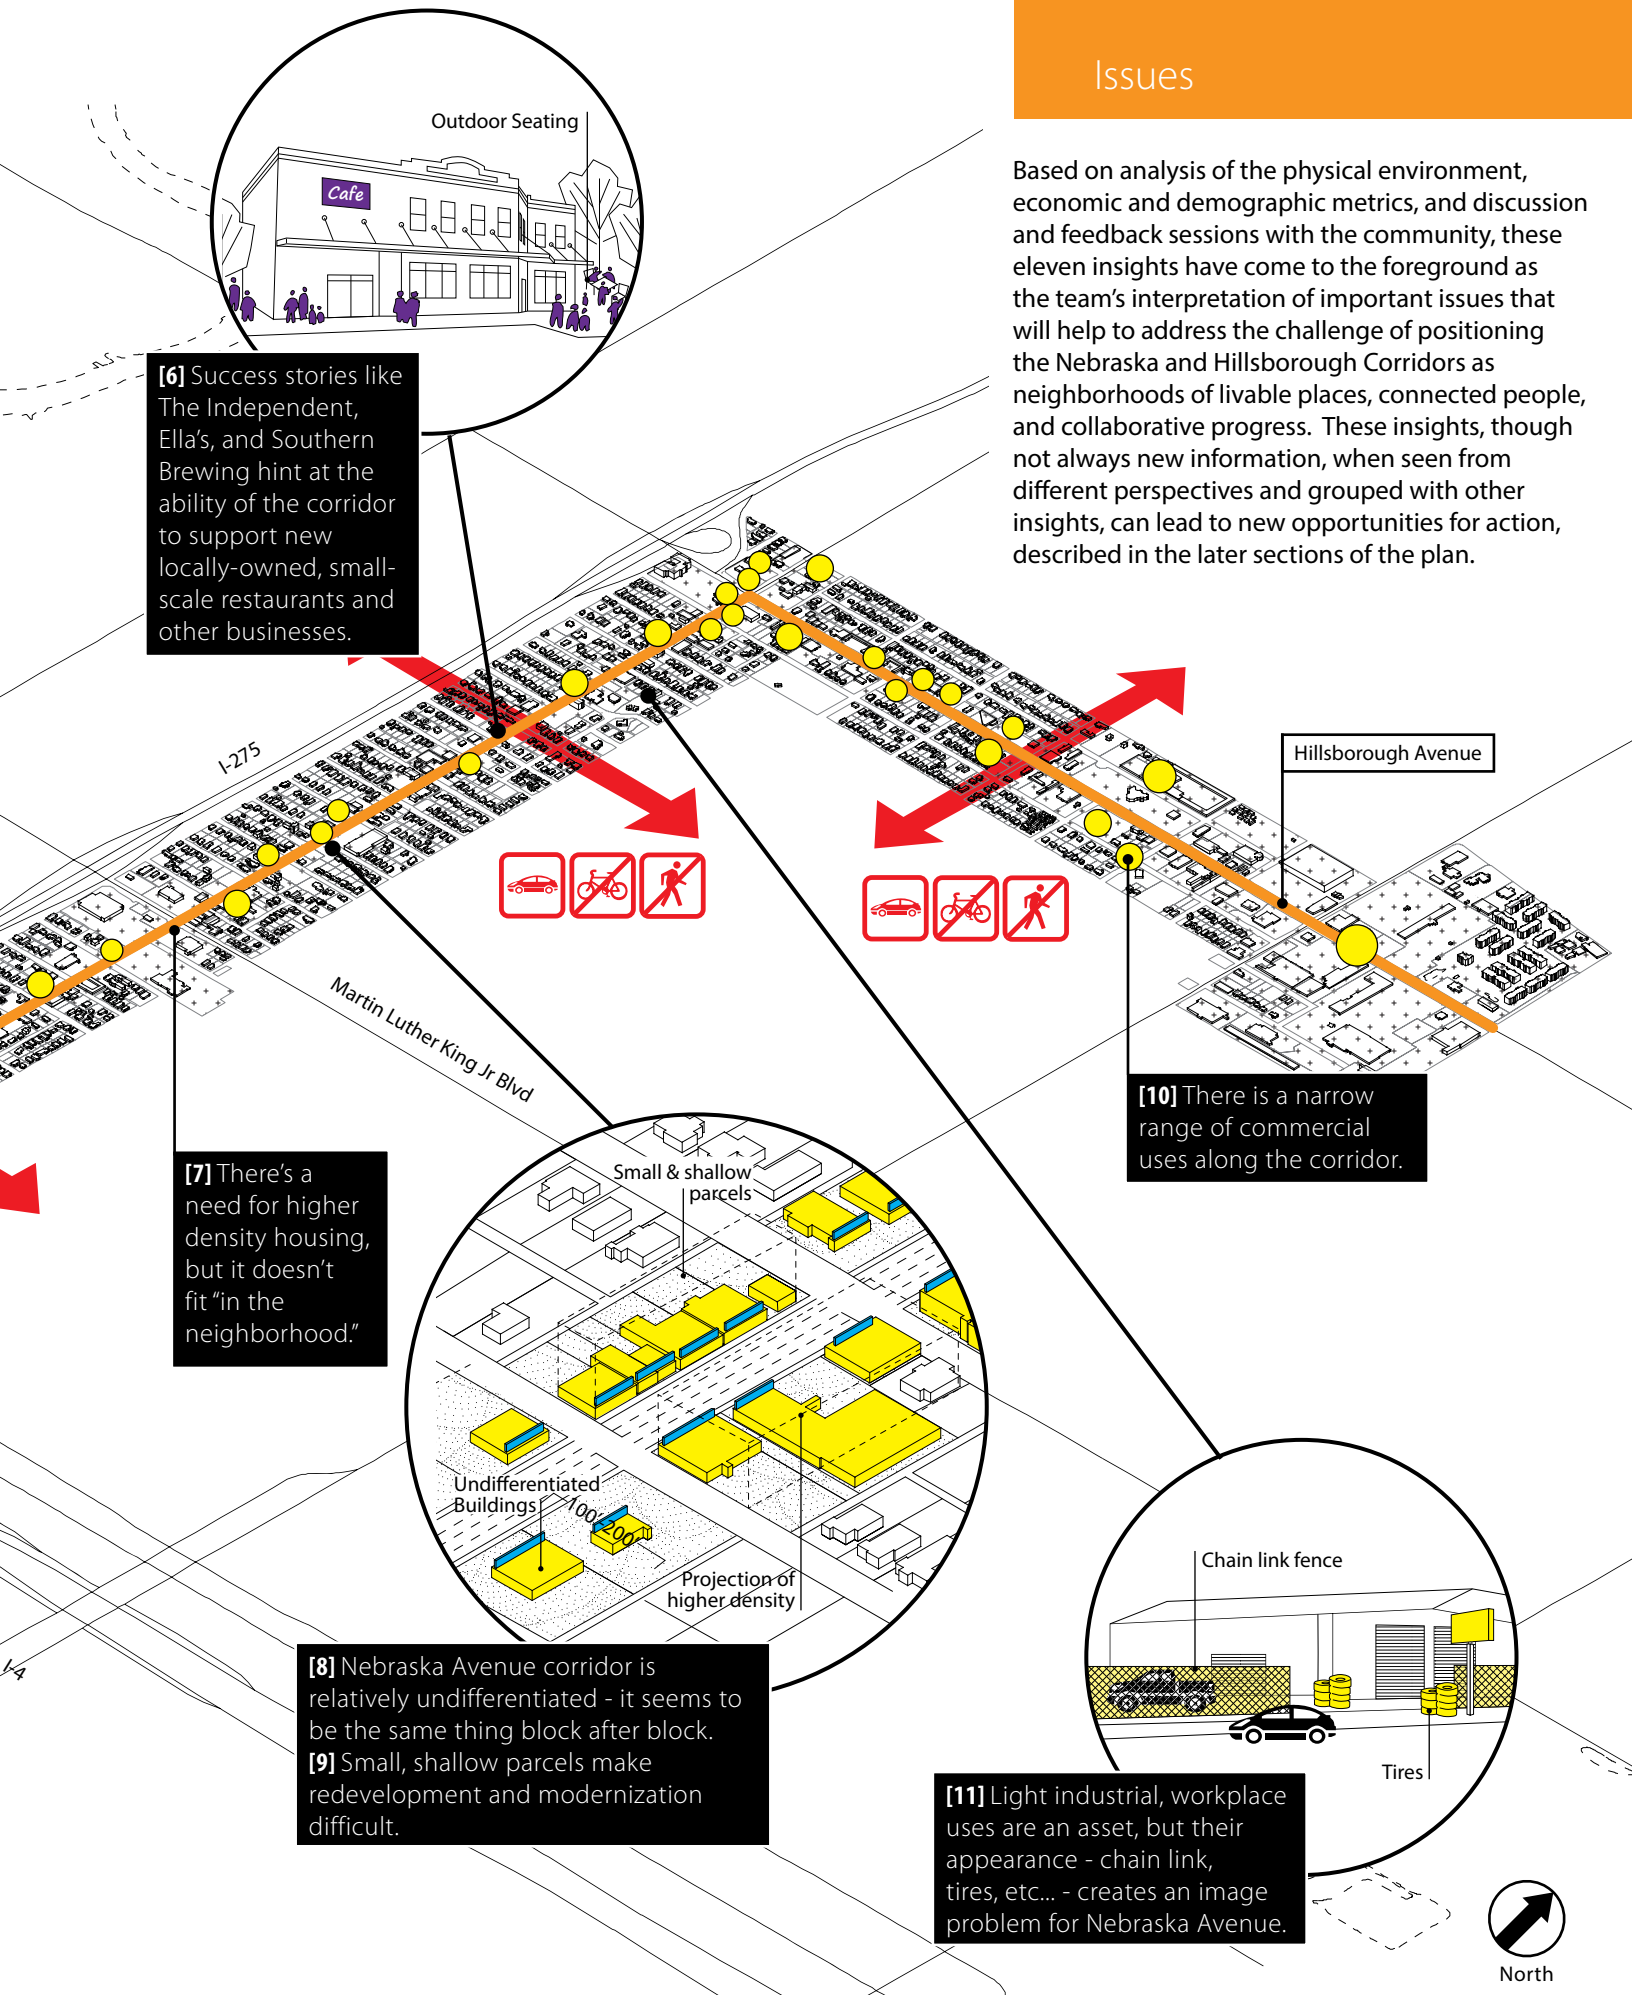 Issues
Based on analysis of the physical environment,
economic and demographic metrics, and discussion
and feedback sessions with the community, these
eleven insights have come to the foreground as
the team’s interpretation of important issues that
will help to address the challenge of positioning
the Nebraska and Hillsborough Corridors as
neighborhoods of livable places, connected people,
and collaborative progress.  These insights, though
not always new information, when seen from
different perspectives and grouped with other
insights, can lead to new opportunities for action,
described in the later sections of the plan.
Outdoor Seating
Cafe
[6] Success stories like
The Independent,
Ella’s, and Southern
Brewing hint at the
ability of the corridor
to support new
locally-owned, small-
scale restaurants and
other businesses.
I-275
Hillsborough Avenue
Martin Luther King Jr Blvd
[10] There is a narrow
range of commercial
uses along the corridor.
[7] There’s a
need for higher
density housing,
but it doesn’t
fit “in the
neighborhood.”
Small & shallow
parcels
Undifferentiated
Buildings
100'
200'
Projection of
higher density
I-4
[8] Nebraska Avenue corridor is
relatively undifferentiated - it seems to
be the same thing block after block.
[9] Small, shallow parcels make
redevelopment and modernization
difficult.
Chain link fence
Tires
[11] Light industrial, workplace
uses are an asset, but their
appearance - chain link,
tires, etc... - creates an image
problem for Nebraska Avenue.
North